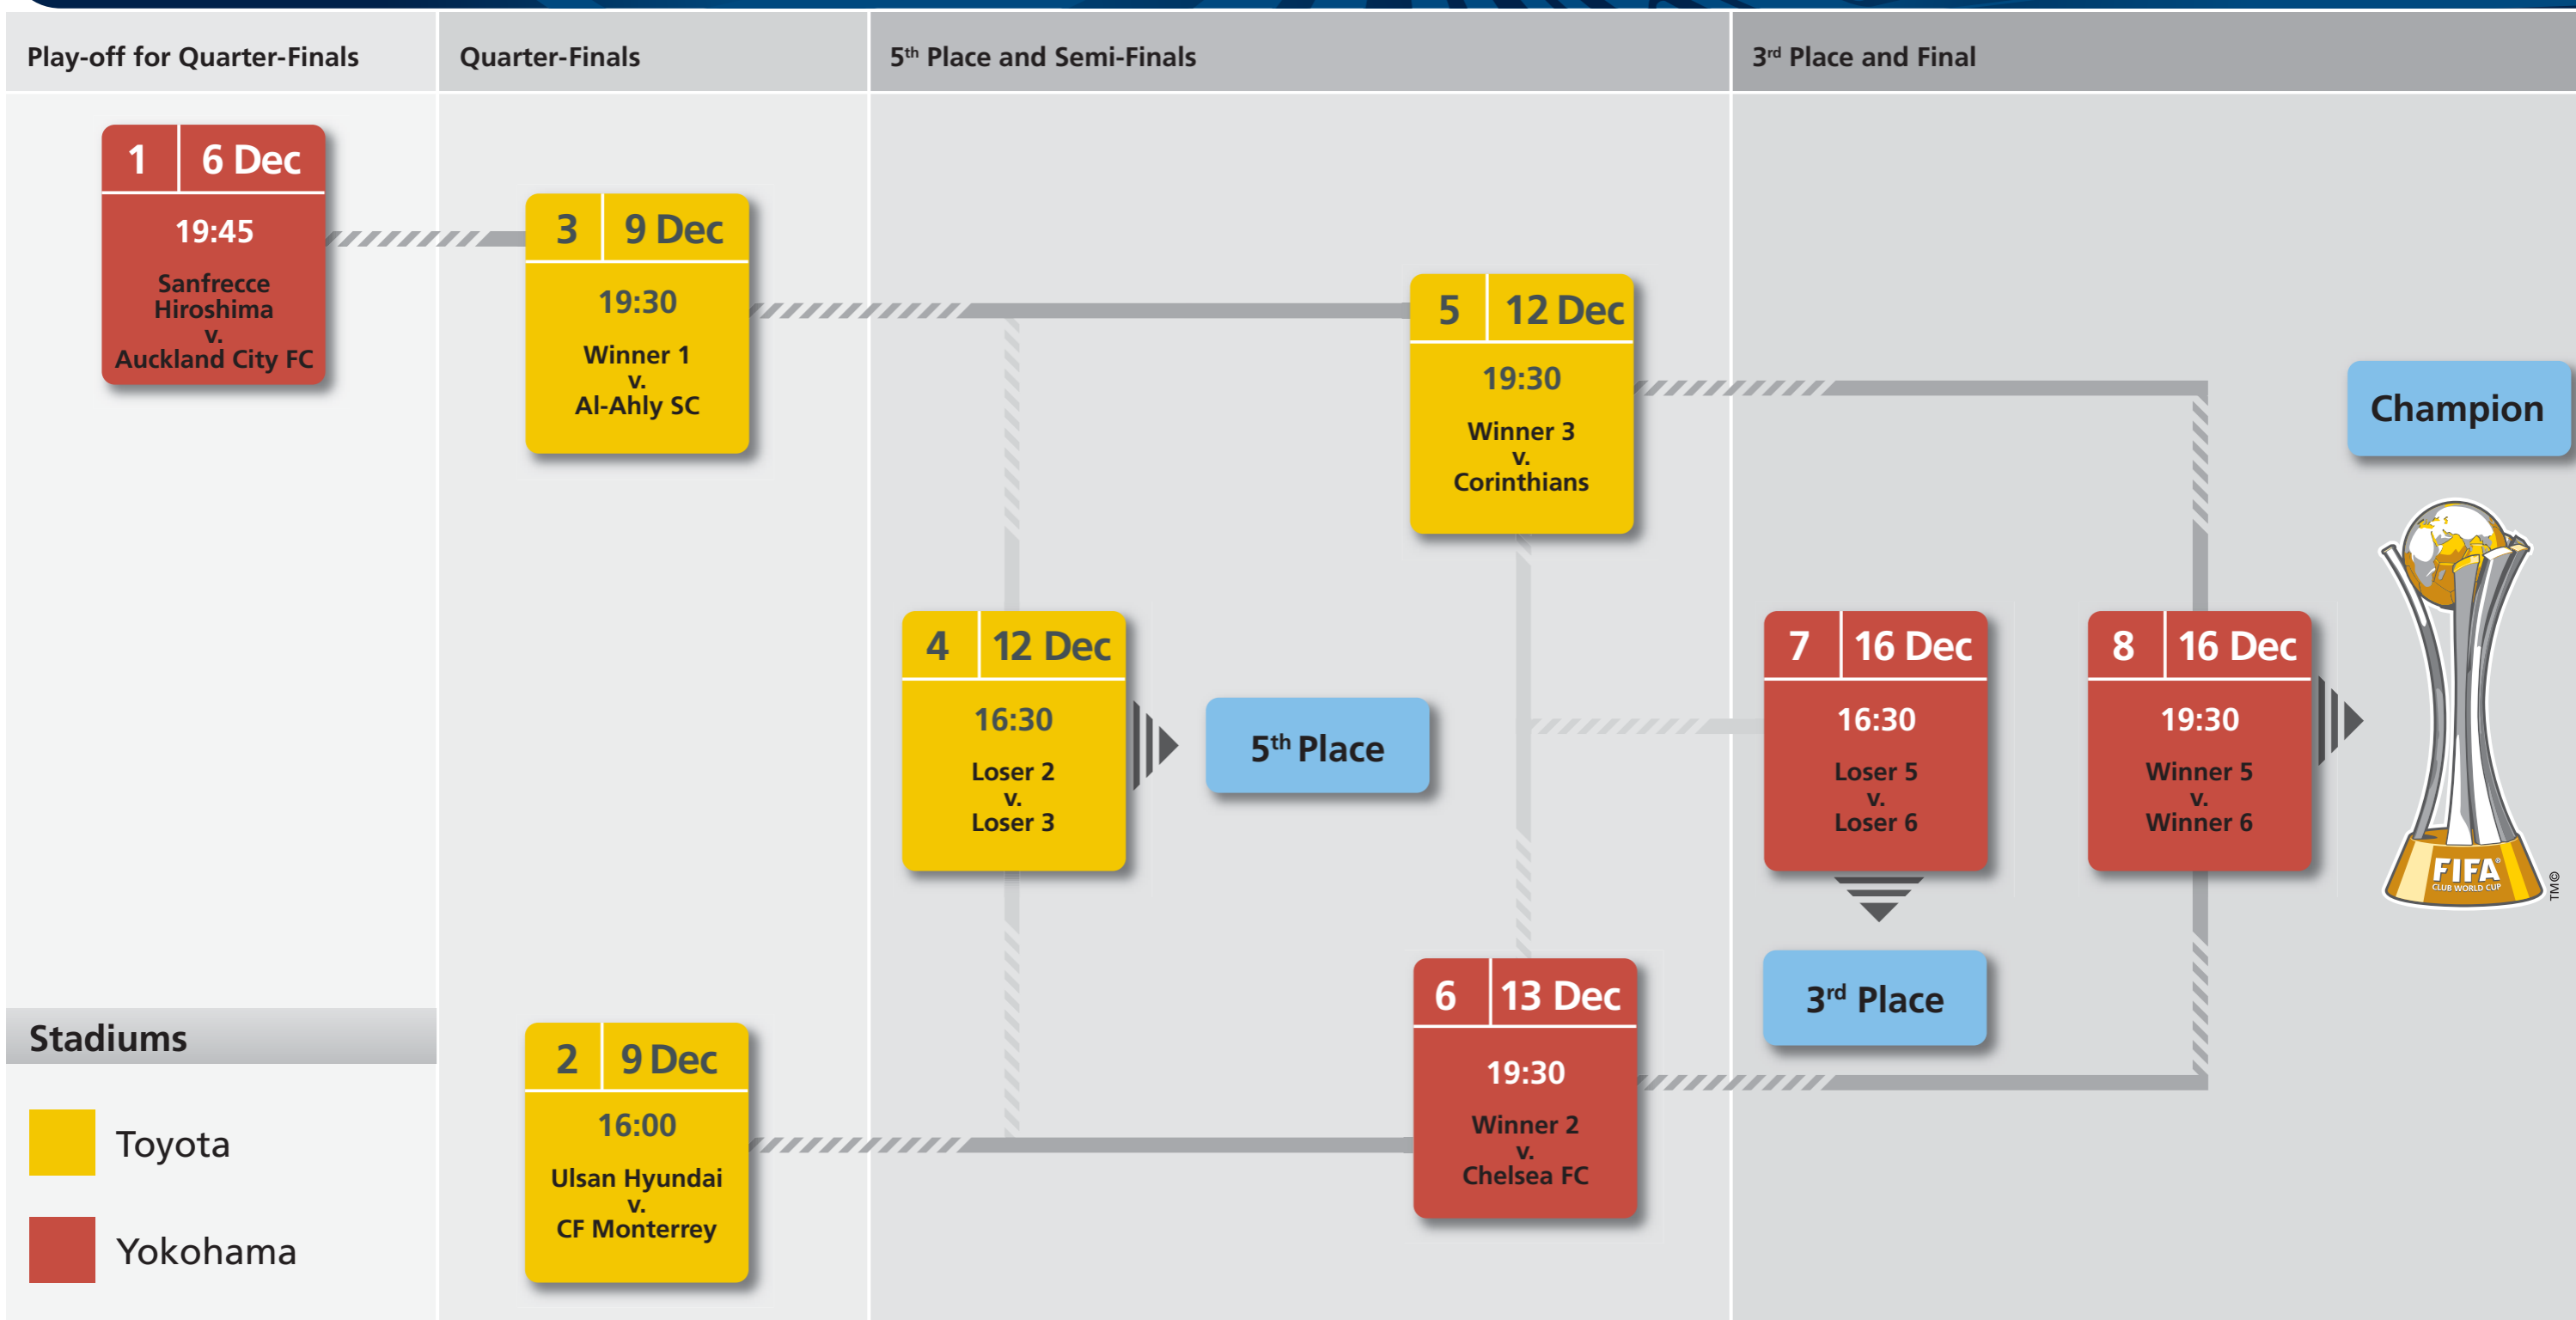 Play-off for Quarter-Finals
Quarter-Finals
5th Place and Semi-Finals
3rd Place and Final
1
6 Dec
19:45
Sanfrecce
Hiroshima
v.
Auckland City FC
3
9 Dec
19:30
Winner 1
v.
Al-Ahly SC
2
9 Dec
16:00
Ulsan Hyundai
v.
CF Monterrey
5
12 Dec
19:30
Winner 3
v.
Corinthians
4
12 Dec
16:30
Loser 2
v.
Loser 3
5th Place
6
13 Dec
19:30
Winner 2
v.
Chelsea FC
7
16 Dec
16:30
Loser 5
v.
Loser 6
3rd Place
8
16 Dec
19:30
Winner 5
v.
Winner 6
Champion
FIFA®
CLUB WORLD CUP
TM©
Stadiums
Toyota
Yokohama